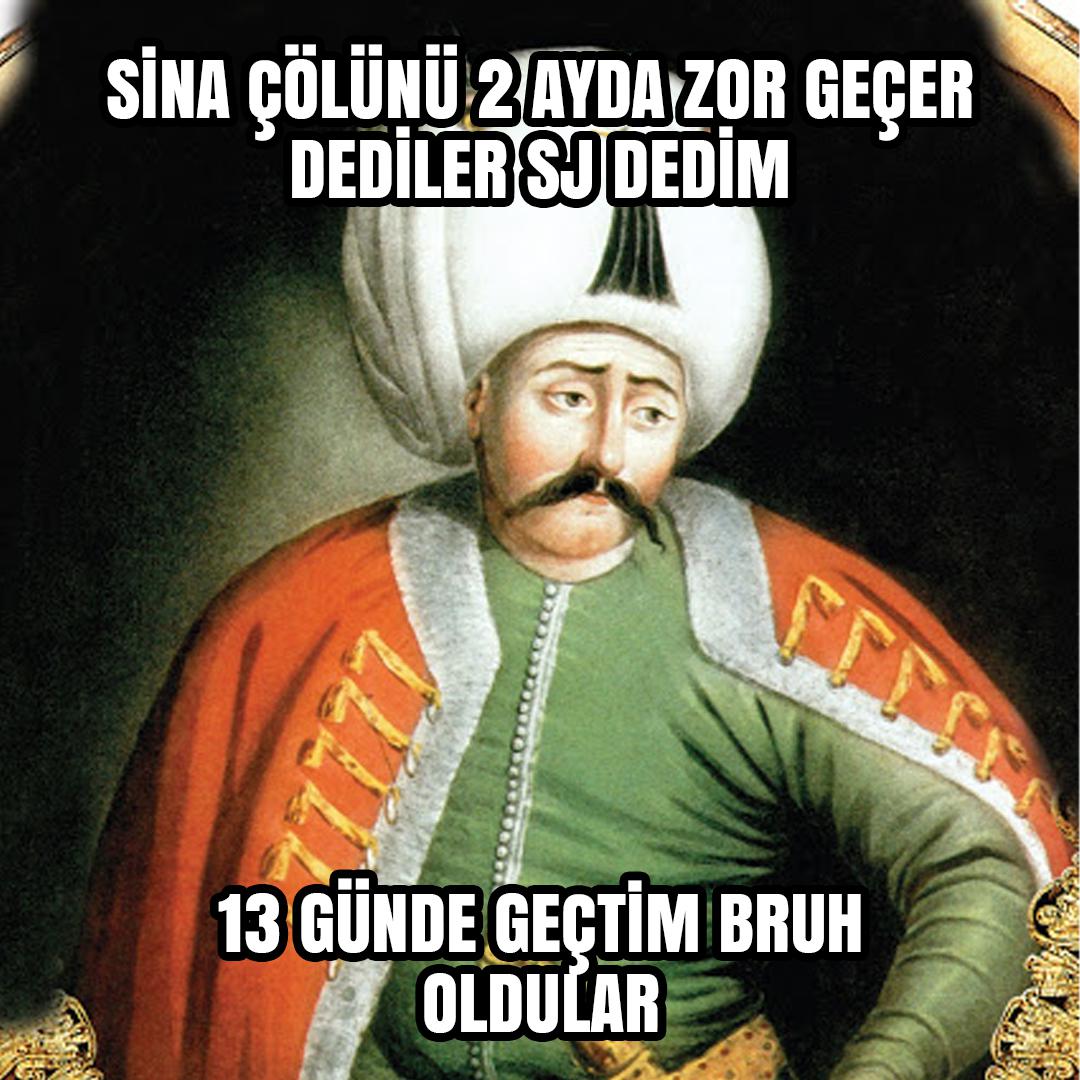 SİNA ÇÖLÜNÜ 2 AYDA ZOR GEÇER
DEDİLER SJ DEDİM
13 GÜNDE GEÇTİM BRUH
OLDULAR